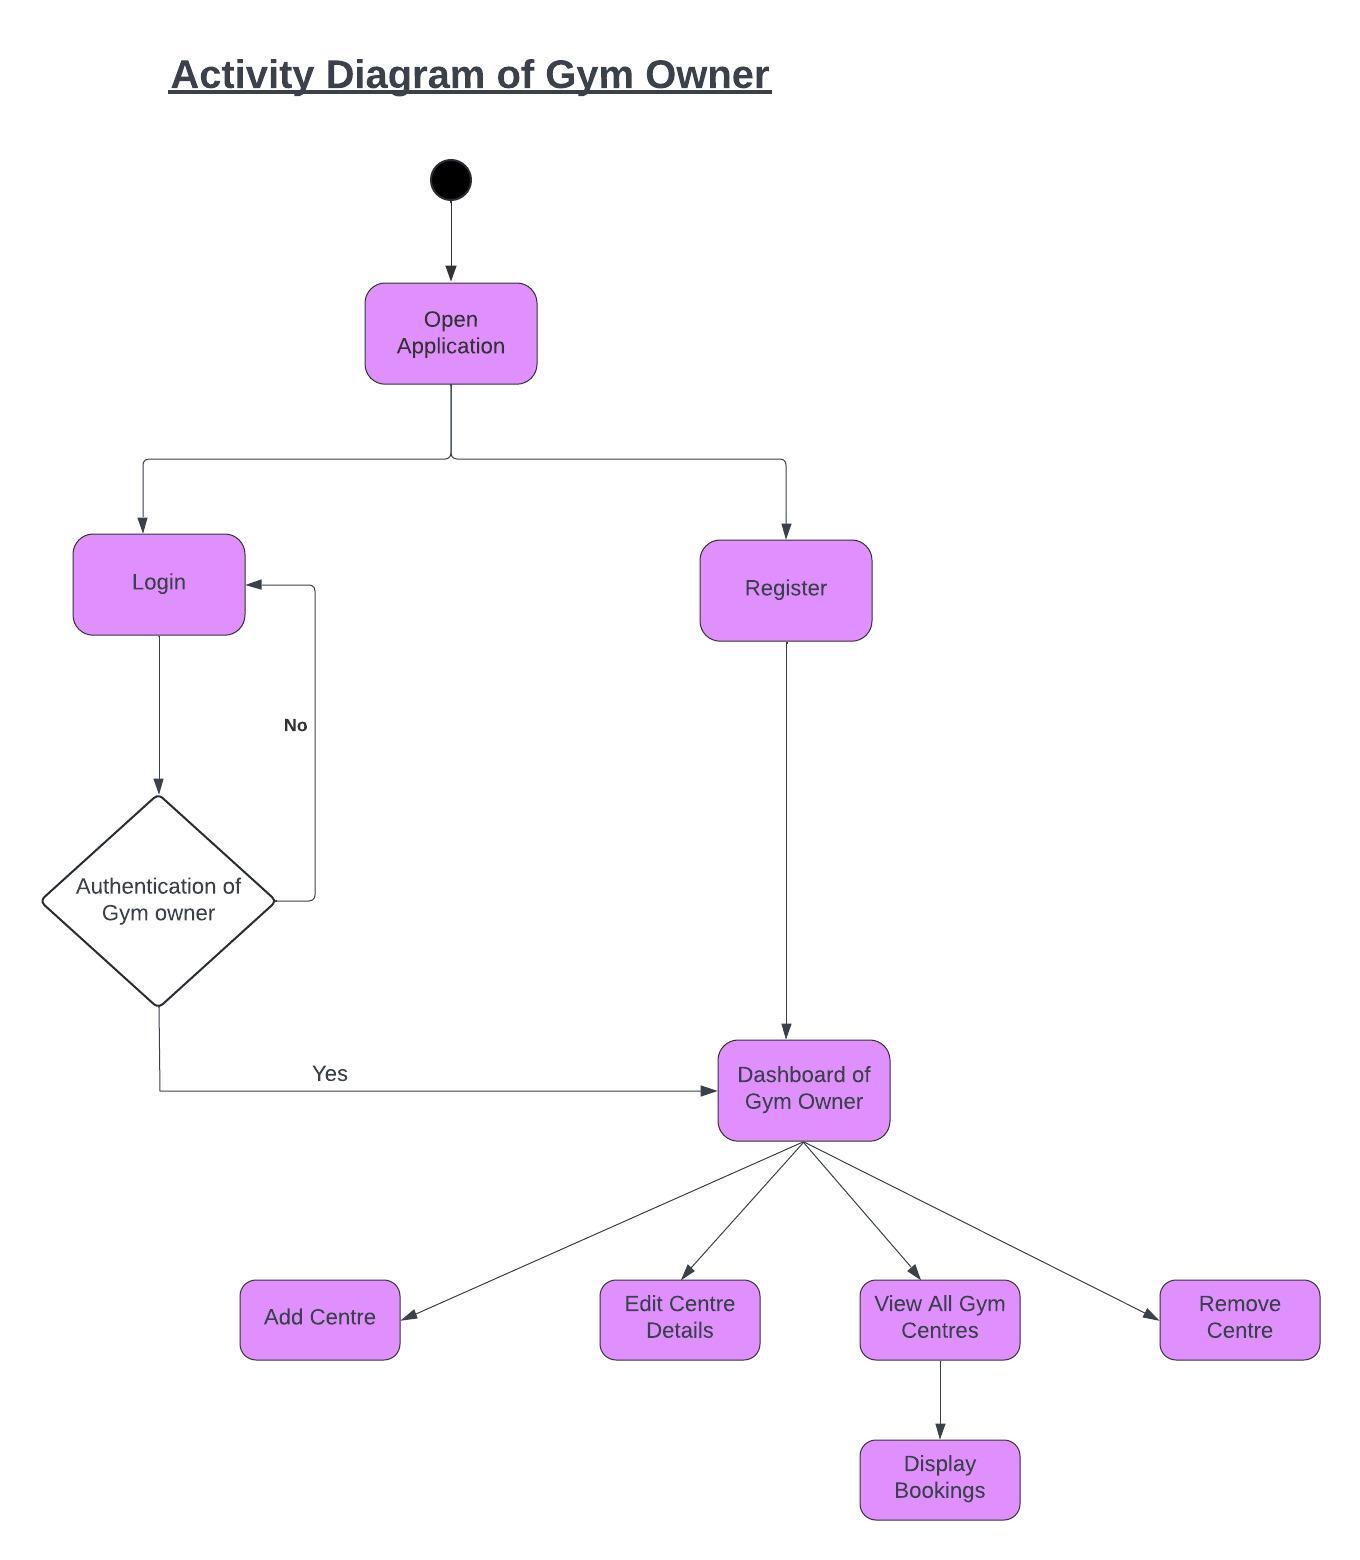 Activity Diagram of Gym Owner
Open
Application
Login
Register
No
Authentication of
Gym owner
Yes
Dashboard of
Gym Owner
Add Centre
Edit Centre
Details
View All Gym
Centres
Remove
Centre
Display
Bookings